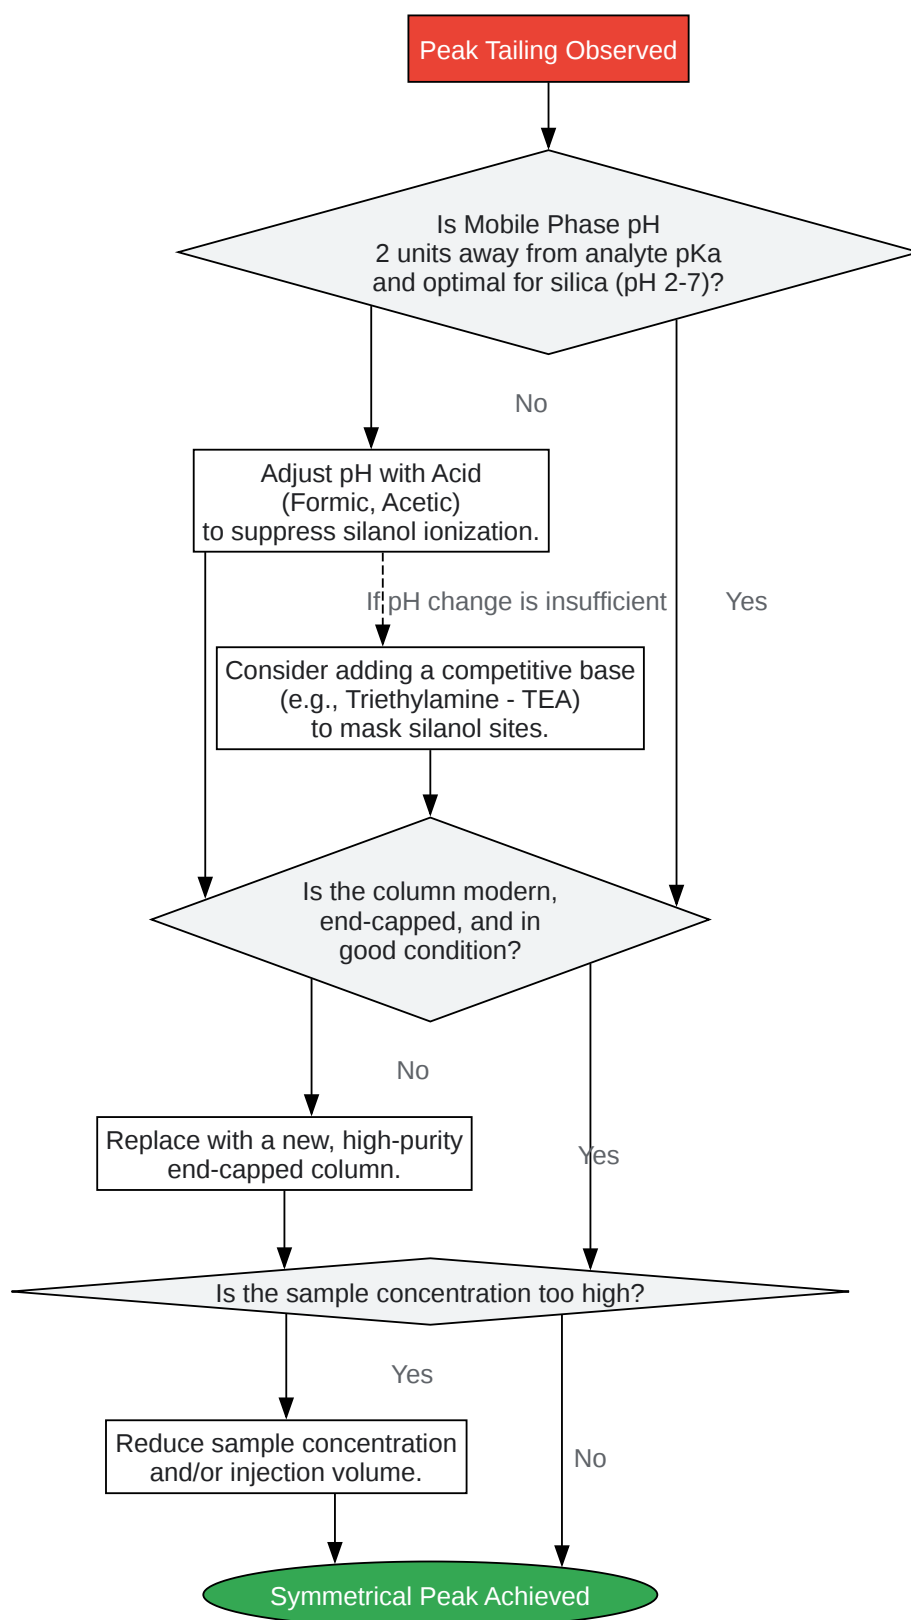 Peak Tailing Observed
Is Mobile Phase pH
2 units away from analyte pKa
and optimal for silica (pH 2-7)?
No
Adjust pH with Acid
(Formic, Acetic)
to suppress silanol ionization.
If pH change is insufficient
Yes
Consider adding a competitive base
(e.g., Triethylamine - TEA)
to mask silanol sites.
Is the column modern,
end-capped, and in
good condition?
No
Replace with a new, high-purity
end-capped column.
Yes
Is the sample concentration too high?
Yes
Reduce sample concentration
and/or injection volume.
No
Symmetrical Peak Achieved